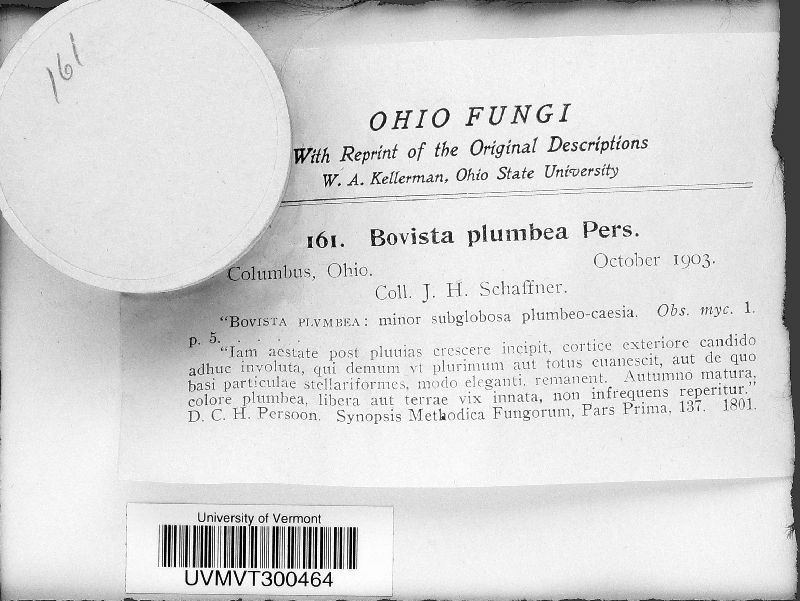 161
OHIO FUNGI
With Reprint of the Original Descriptions
W. A. Kellerman, Ohio State University
161. Bovista plumbea Pers.
Columbus, Ohio. October 1903.
Coll. J. H. Schaffner.
"BOVISTA PLVMBEA: minor subglobosa plumbeo-caesia. Obs. myc. 1.
p. 5. . . . .
"Iam aestate post pluuias crescere incipit, cortice exteriore candido
adhuc involuta, qui demum vt plurimum aut totus euanescit, aut de quo
basi particulae stellariformes, modo eleganti, remanent. Autumno matura,
colore plumbea, libera aut terrae vix innata, non infrequens reperitur."
D. C. H. Persoon. Synopsis Methodica Fungorum, Pars Prima, 137. 1801.
University of Vermont
UVMVT300464